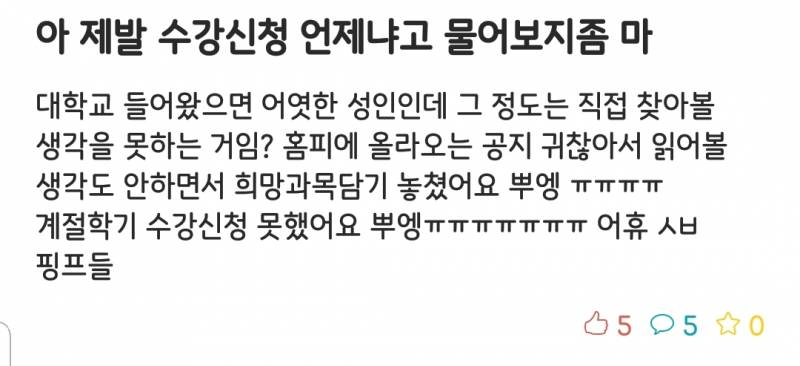 아 제발 수강신청 언제냐고 물어보지좀 마
대학교 들어왔으면 어엿한 성인인데 그 정도는 직접 찾아볼
생각을 못하는 거임? 홈피에 올라오는 공지 귀찮아서 읽어볼
생각도 안하면서 희망과목담기 놓쳤어요 뿌엥 ㅠㅠㅠㅠ
계절학기 수강신청 못했어요 뿌엥ㅠㅠㅠㅠㅠㅠㅠ 어휴 ㅅㅂ
핑프들
5 5 0